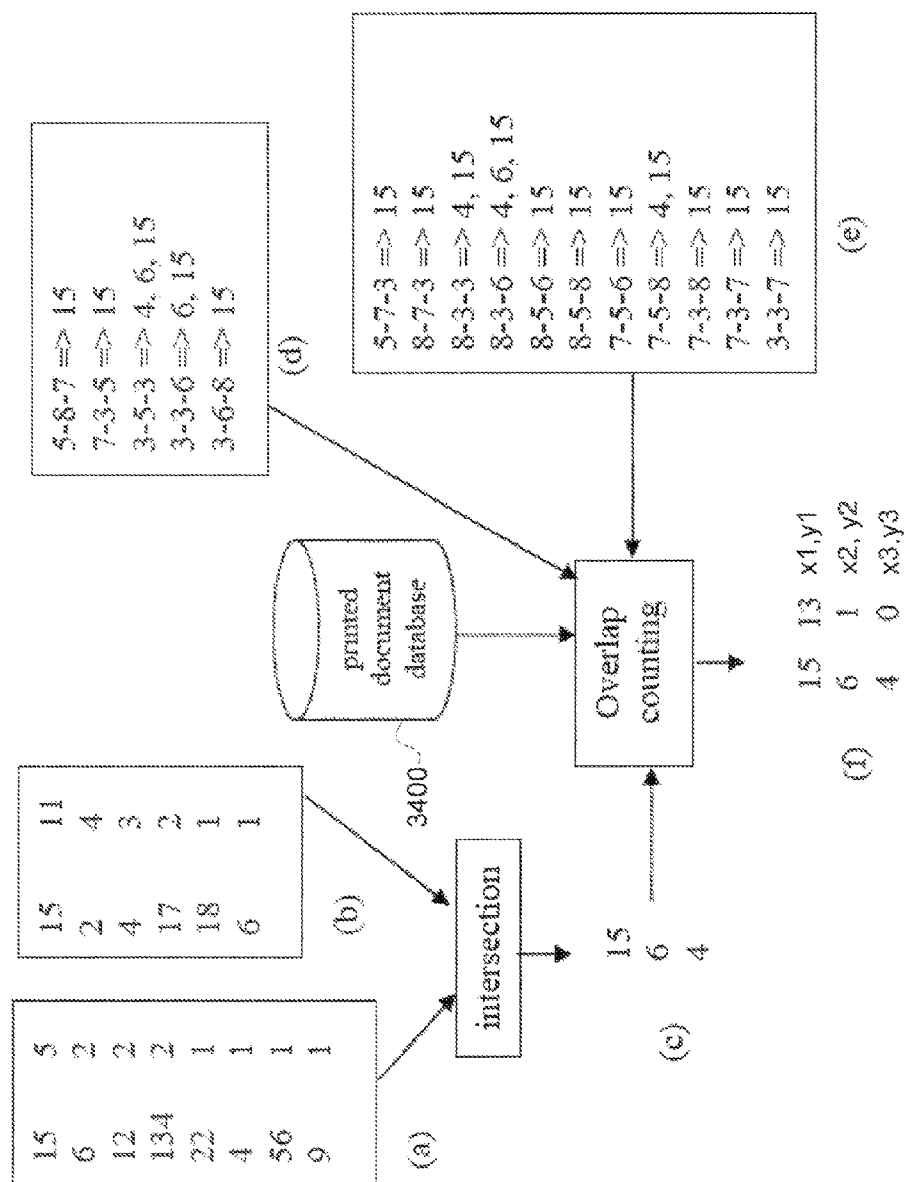 15 5
6 2
12 2
134 2
22 1
4 1
56 1
9 1
(a)
15 11
2 4
4 3
17 2
18 1
6 1
(b)
intersection
15
6
4
(c)
printed
document
database
3400
5-8-7 => 15
7-3-5 => 15
3-5-3 => 4, 6, 15
3-3-6 => 6, 15
3-6-8 => 15
(d)
5-7-3 => 15
8-7-3 => 15
8-3-3 => 4, 15
8-3-6 => 4, 6, 15
8-5-6 => 15
8-5-8 => 15
7-5-6 => 15
7-5-8 => 4, 15
7-3-8 => 15
7-3-7 => 15
3-3-7 => 15
(e)
Overlap
counting
15 13 x1,y1
6 1 x2, y2
4 0 x3,y3
(f)